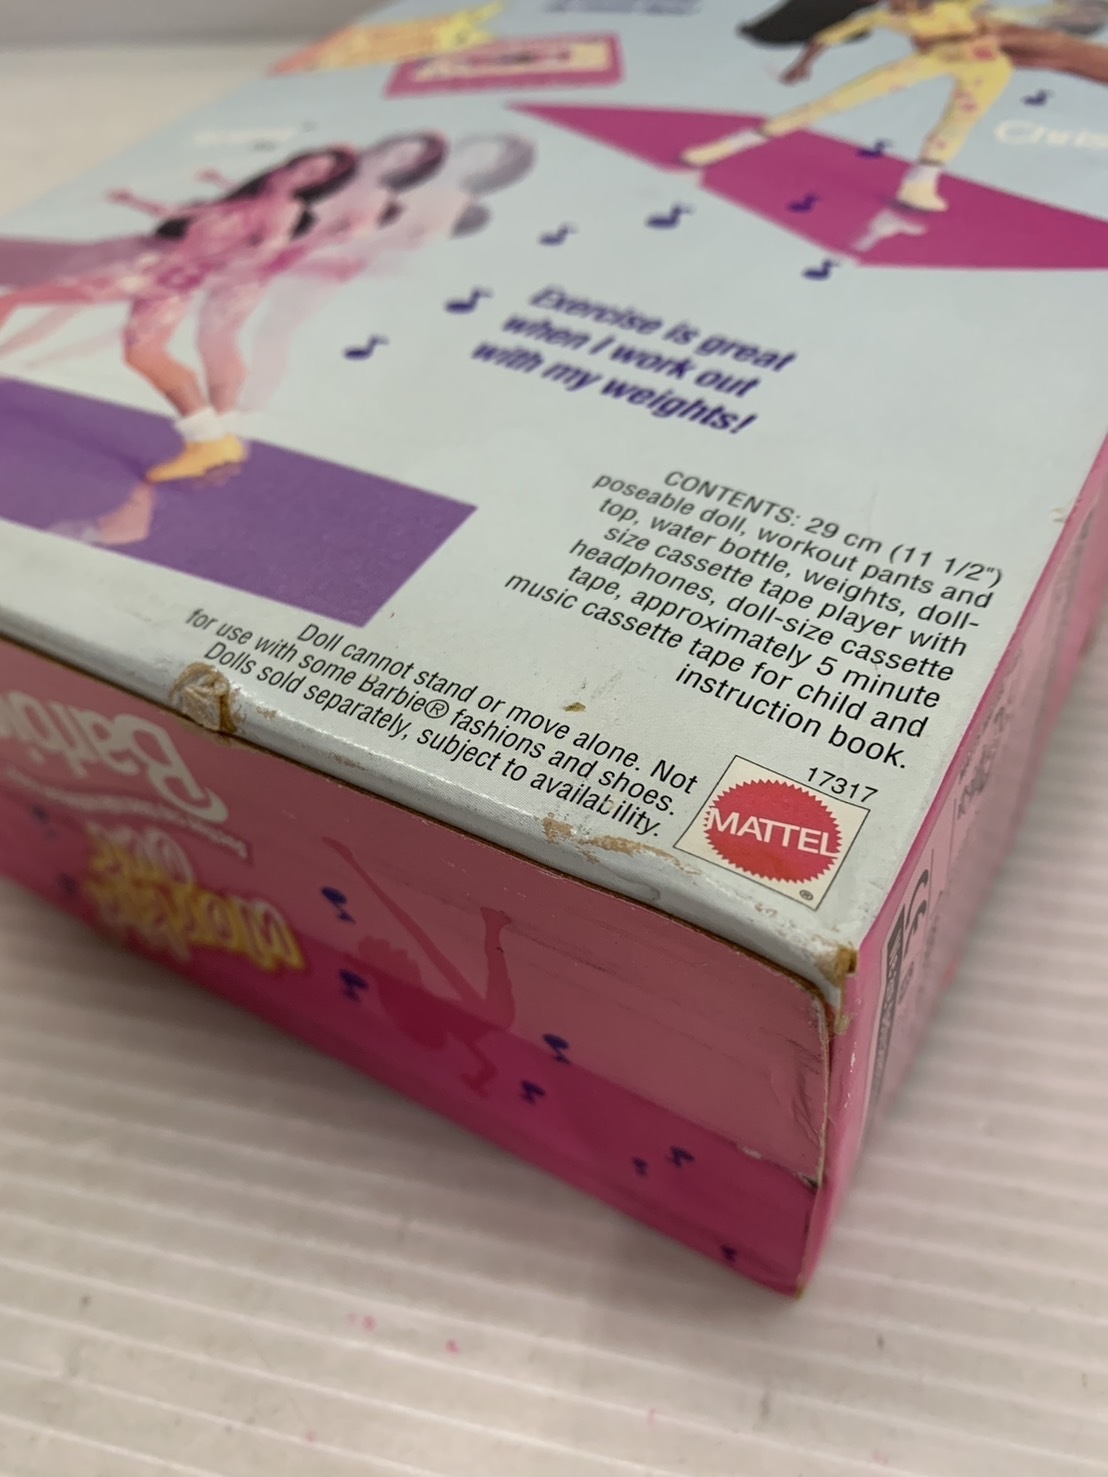 Exercise is great
when I work out
with my weights!
CONTENTS: 29 cm (11 1/2")
poseable doll, workout pants and
top, water bottle, weights, doll-
size cassette tape player with
headphones, doll-size cassette
tape, approximately 5 minute
music cassette tape for child and
instruction book.
17317
MATTEL
®
Doll cannot stand or move alone. Not
for use with some Barbie® fashions and shoes.
Dolls sold separately, subject to availability.